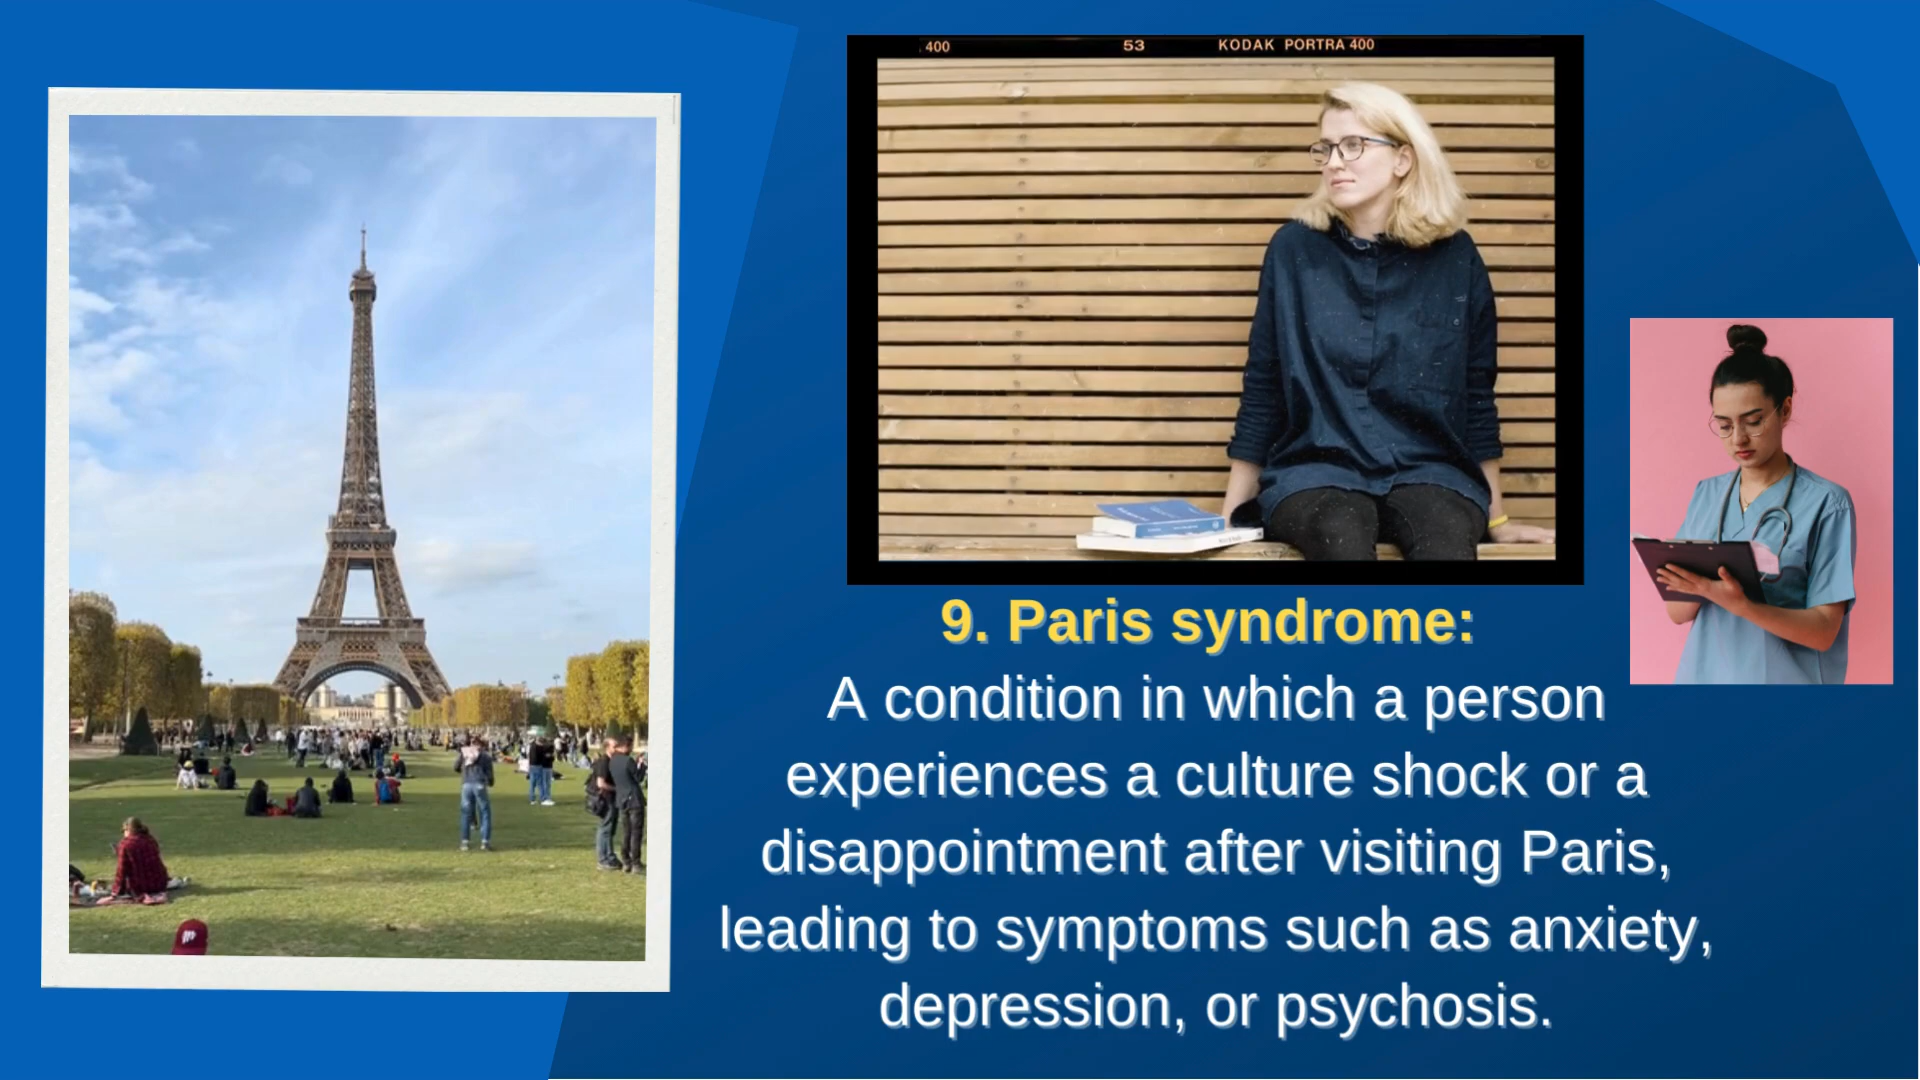 400 53 KODAK PORTRA 400
9. Paris syndrome:
A condition in which a person
experiences a culture shock or a
disappointment after visiting Paris,
leading to symptoms such as anxiety,
depression, or psychosis.